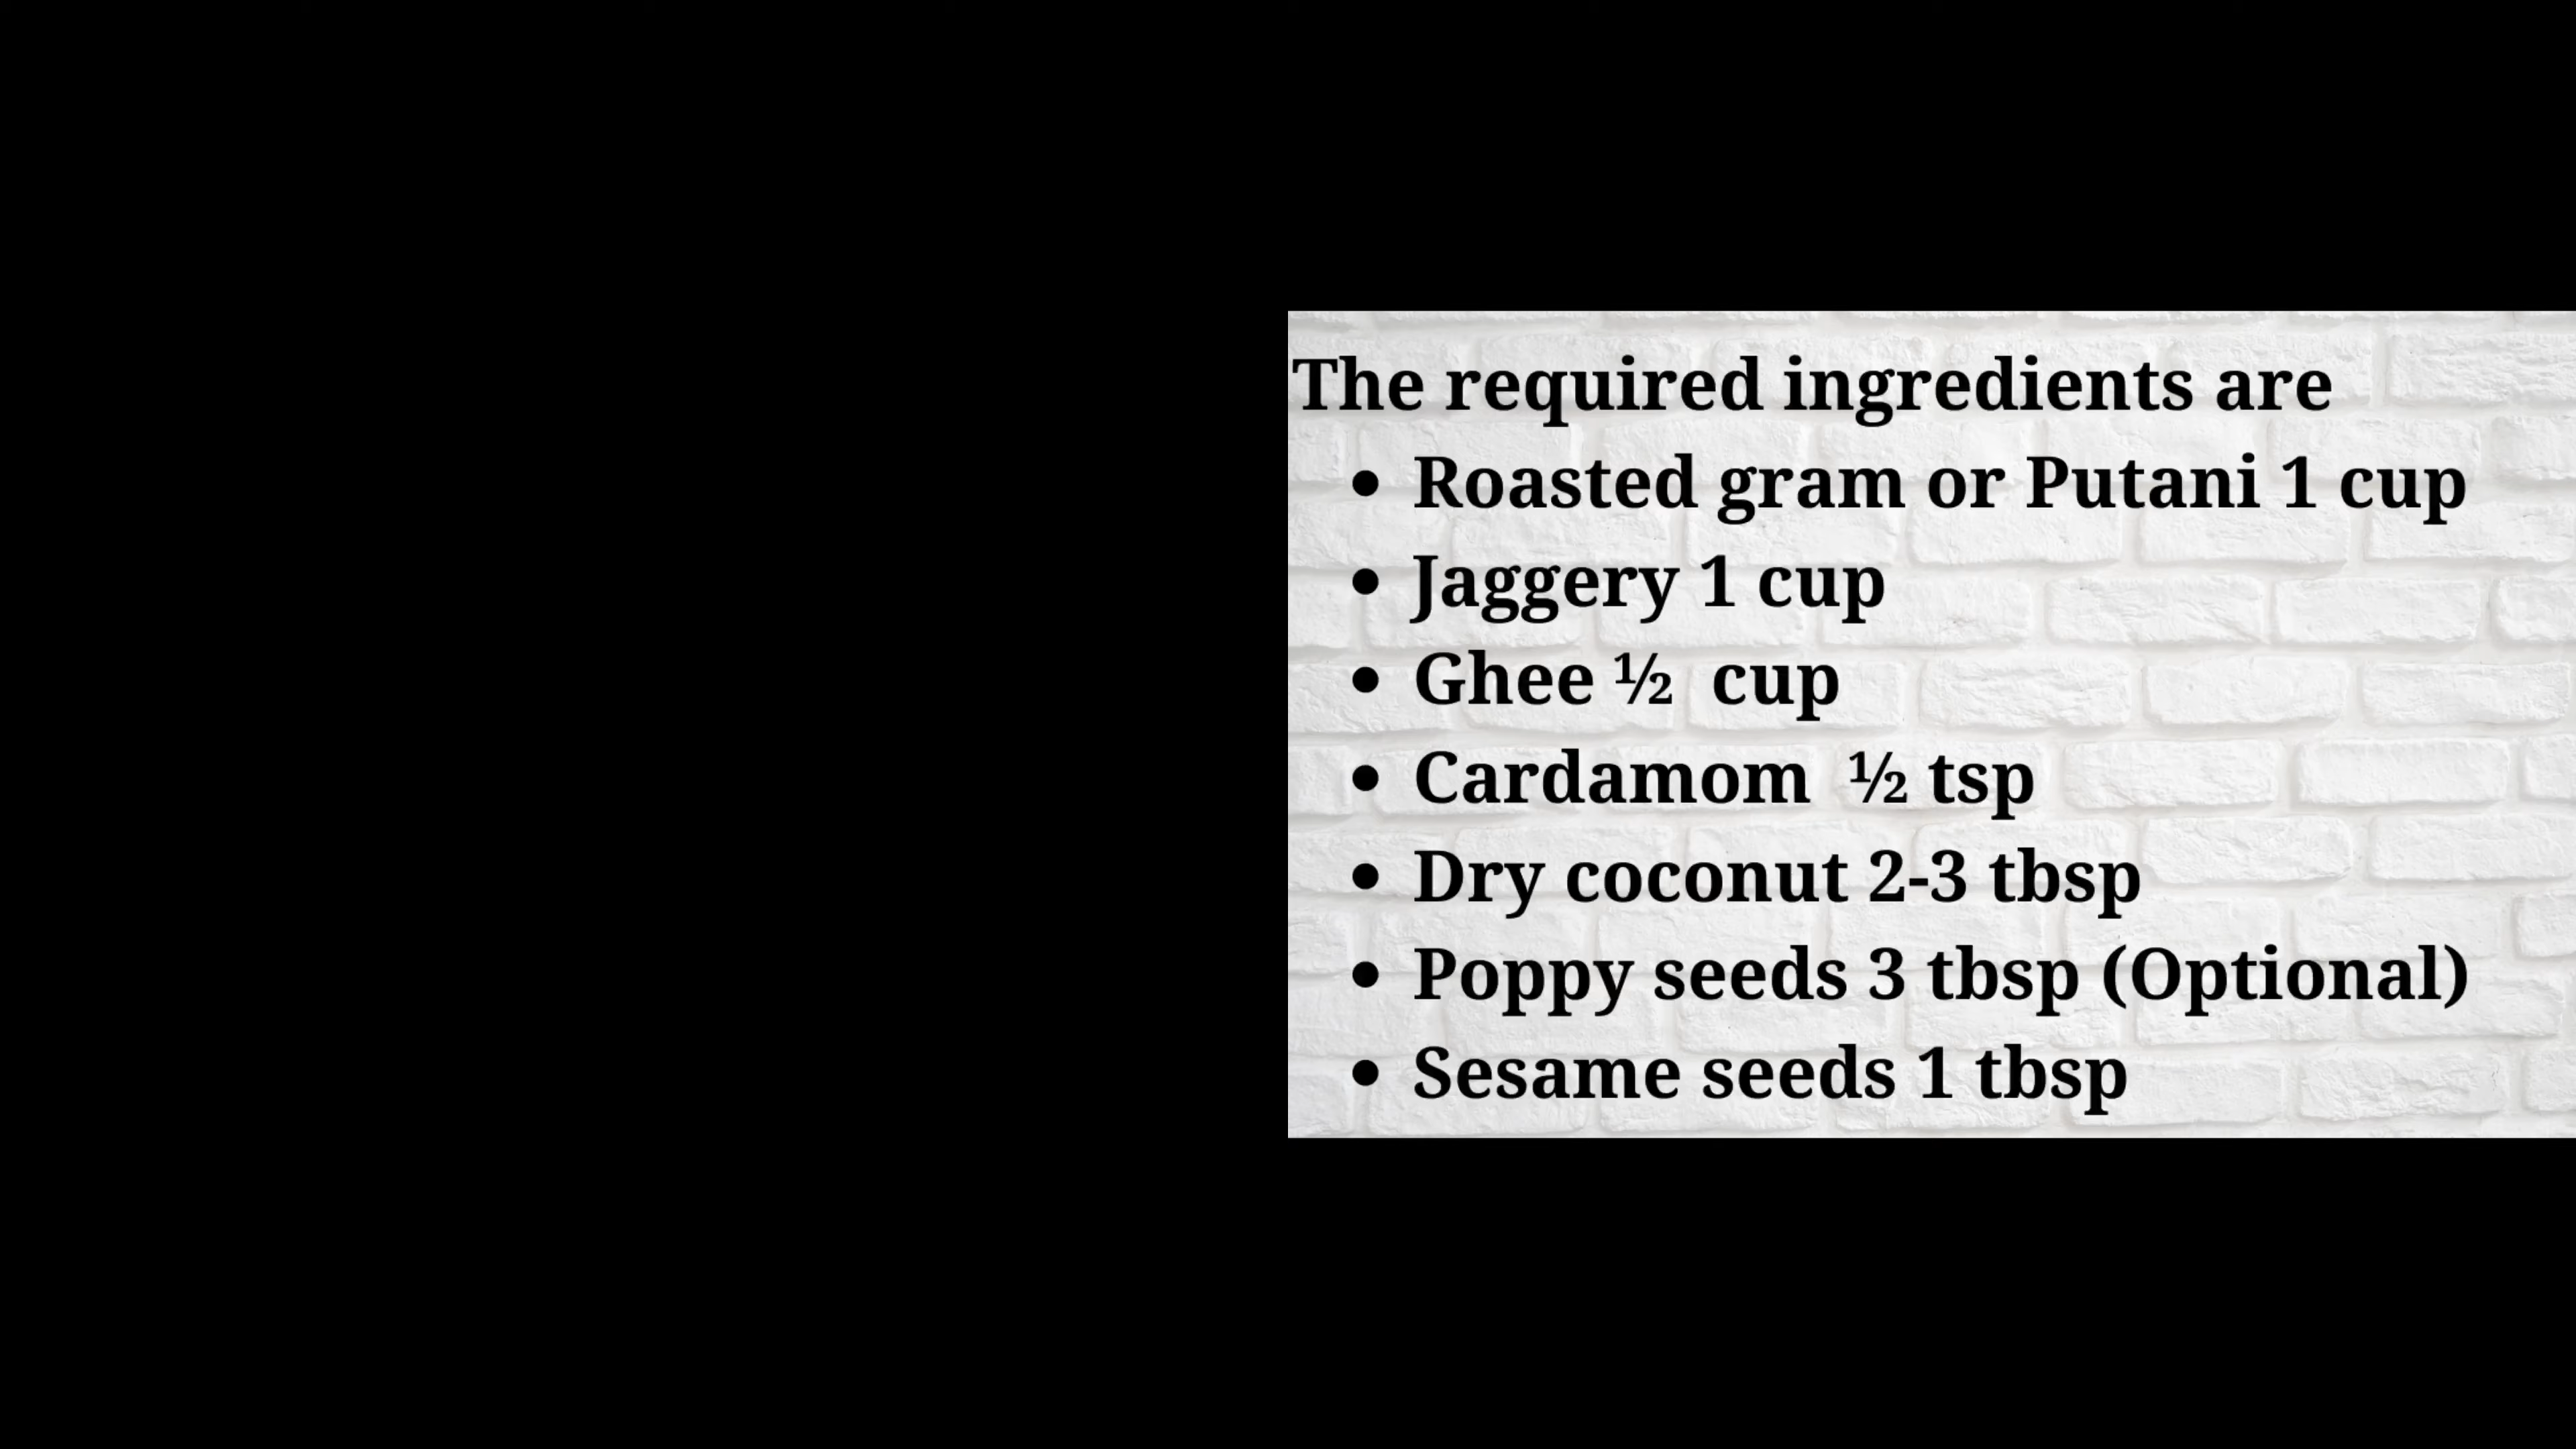 The required ingredients are
• Roasted gram or Putani 1 cup
• Jaggery 1 cup
• Ghee ½ cup
• Cardamom ½ tsp
• Dry coconut 2-3 tbsp
• Poppy seeds 3 tbsp (Optional)
• Sesame seeds 1 tbsp